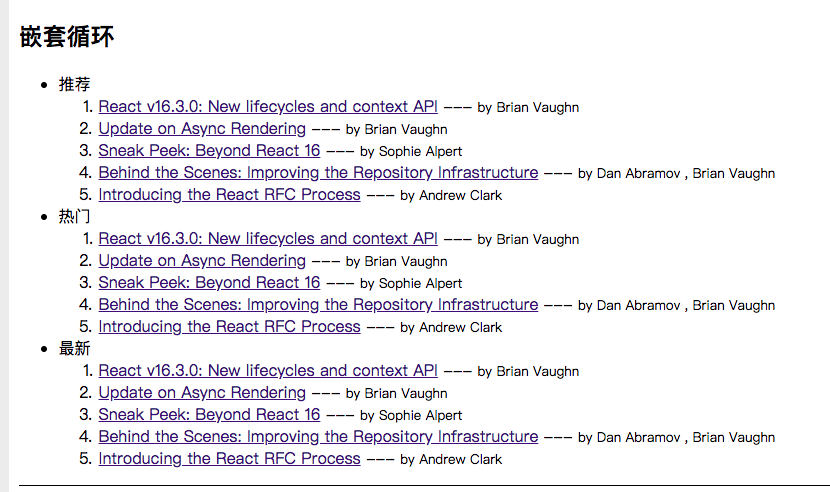 嵌套循环
• 推荐
1. React v16.3.0: New lifecycles and context API --- by Brian Vaughn
2. Update on Async Rendering --- by Brian Vaughn
3. Sneak Peek: Beyond React 16 --- by Sophie Alpert
4. Behind the Scenes: Improving the Repository Infrastructure --- by Dan Abramov , Brian Vaughn
5. Introducing the React RFC Process --- by Andrew Clark
• 热门
1. React v16.3.0: New lifecycles and context API --- by Brian Vaughn
2. Update on Async Rendering --- by Brian Vaughn
3. Sneak Peek: Beyond React 16 --- by Sophie Alpert
4. Behind the Scenes: Improving the Repository Infrastructure --- by Dan Abramov , Brian Vaughn
5. Introducing the React RFC Process --- by Andrew Clark
• 最新
1. React v16.3.0: New lifecycles and context API --- by Brian Vaughn
2. Update on Async Rendering --- by Brian Vaughn
3. Sneak Peek: Beyond React 16 --- by Sophie Alpert
4. Behind the Scenes: Improving the Repository Infrastructure --- by Dan Abramov , Brian Vaughn
5. Introducing the React RFC Process --- by Andrew Clark